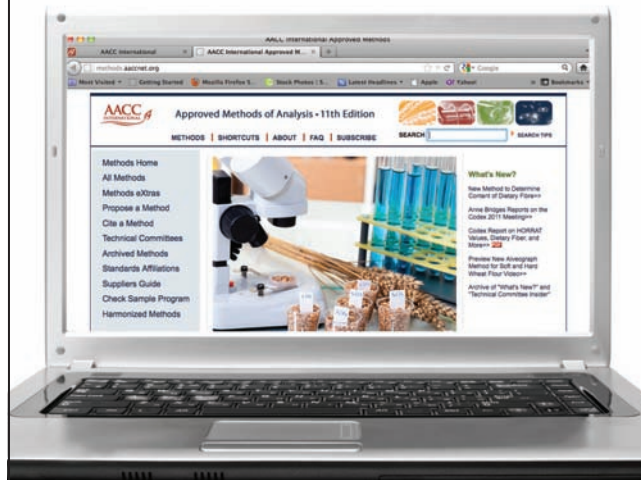 AACC International Approved Methods
AACC International
AACC International Approved M...
methods.aaccnet.org
Google
Most Visited
Getting Started
Mozilla Firefox S...
Stock Photos : S...
Latest Headlines
Apple
Yahoo!
Bookmarks
AACC
INTERNATIONAL
Approved Methods of Analysis • 11th Edition
METHODS | SHORTCUTS | ABOUT | FAQ | SUBSCRIBE
SEARCH
SEARCH TIPS
Methods Home
All Methods
Methods eXtras
Propose a Method
Cite a Method
Technical Committees
Archived Methods
Standards Affiliations
Suppliers Guide
Check Sample Program
Harmonized Methods
What's New?
New Method to Determine
Content of Dietary Fibre>>
Anne Bridges Reports on the
Codex 2011 Meeting>>
Codex Report on HORRAT
Values, Dietary Fiber, and
More>>
Preview New Alveograph
Method for Soft and Hard
Wheat Flour Video>>
Archive of "What's New?" and
"Technical Committee Insider"